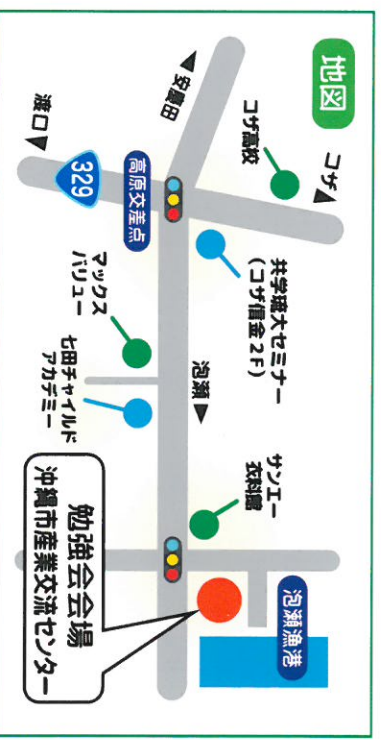 地図
コザ▲
コザ高校
▲安慶田
渡口▼
329
高原交差点
共学琉大セミナー
(コザ信金2F)
マックス
バリュー
七田チャイルド
アカデミー
泡瀬▶
サンエー
衣料館
泡瀬漁港
勉強会会場
沖縄市産業交流センター